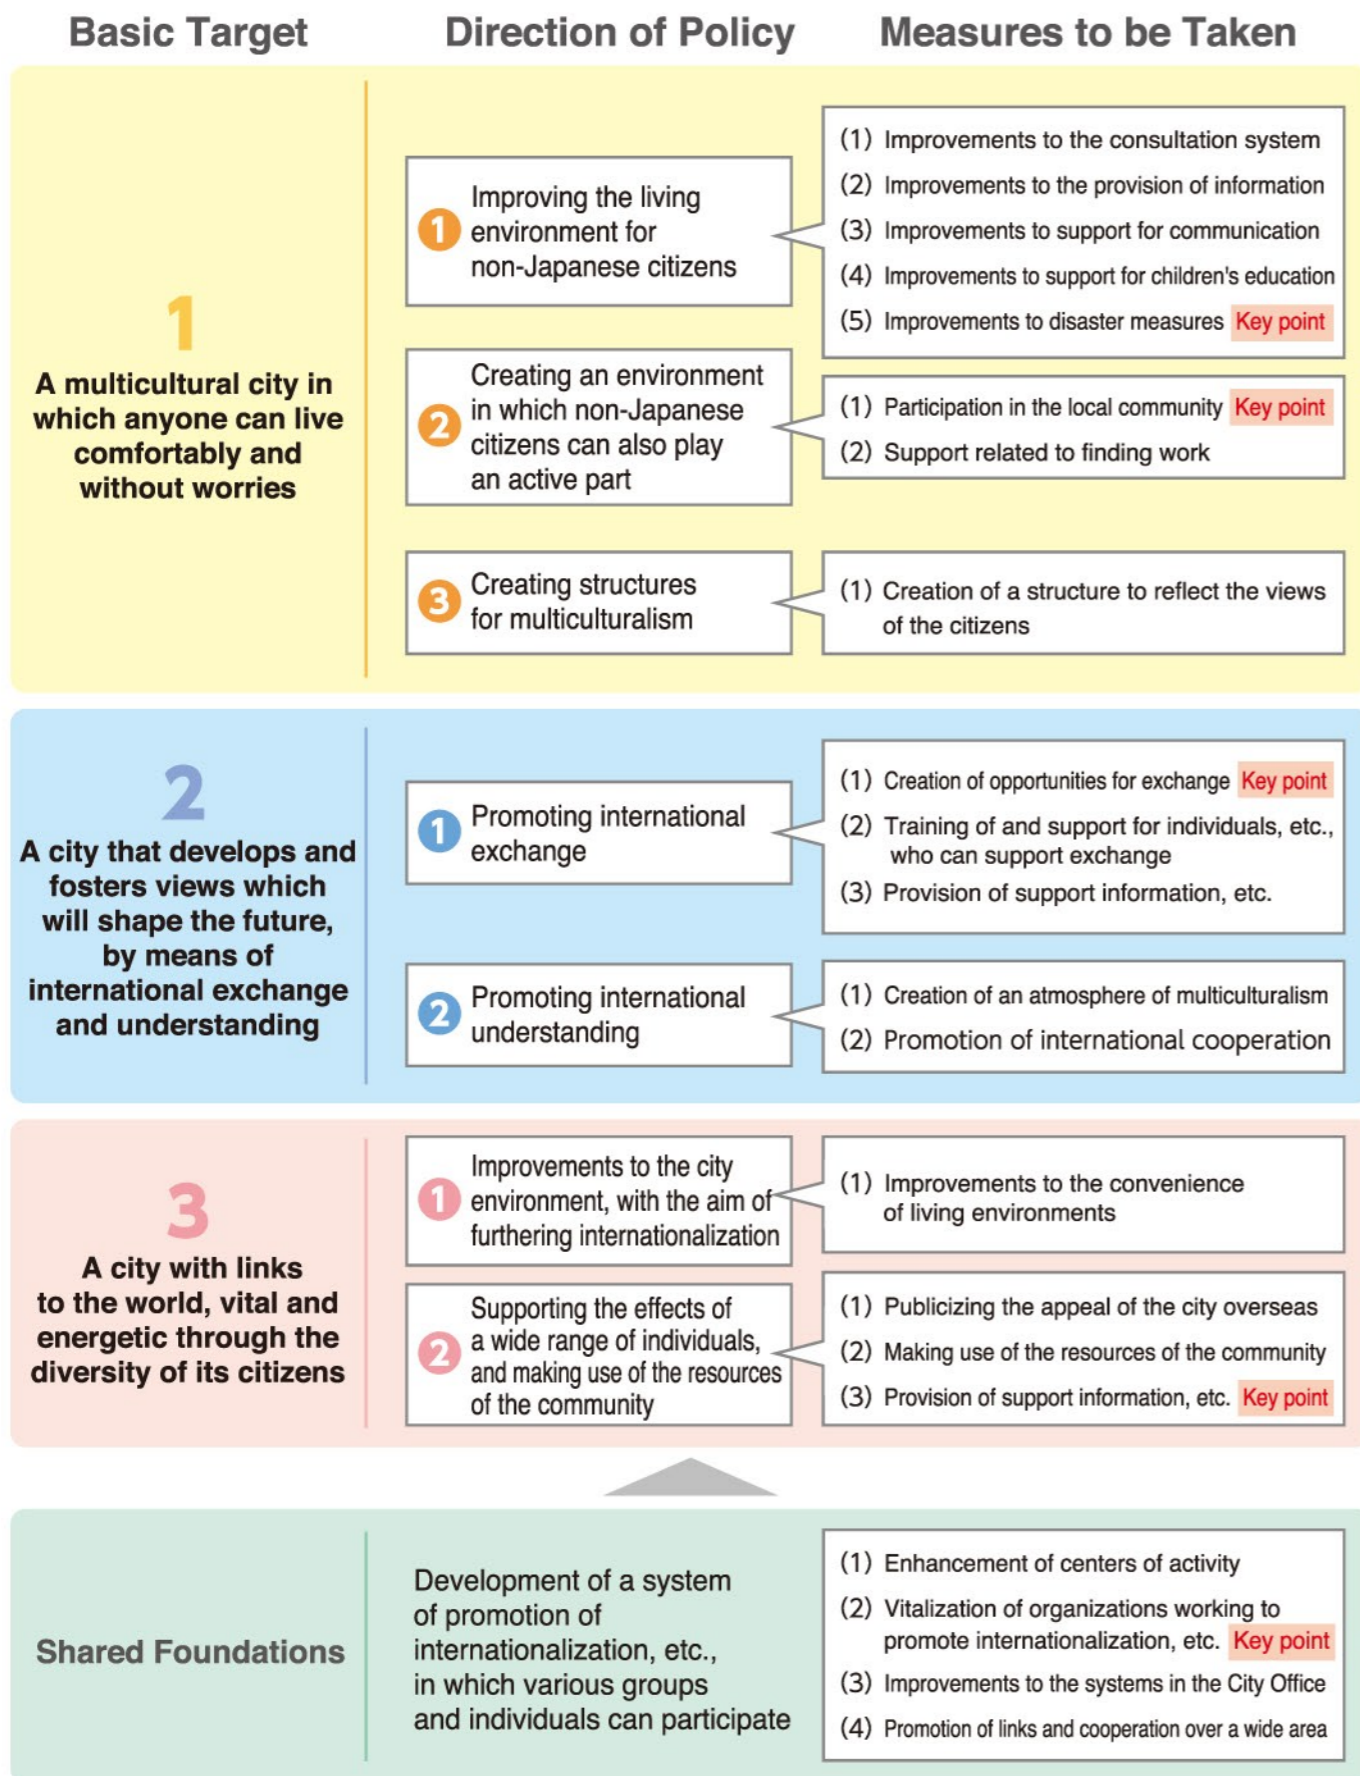 Basic Target
Direction of Policy
Measures to be Taken
1
A multicultural city in
which anyone can live
comfortably and
without worries
1
Improving the living
environment for
non-Japanese citizens
(1) Improvements to the consultation system
(2) Improvements to the provision of information
(3) Improvements to support for communication
(4) Improvements to support for children's education
(5) Improvements to disaster measures Key point
2
Creating an environment
in which non-Japanese
citizens can also play
an active part
(1) Participation in the local community Key point
(2) Support related to finding work
3
Creating structures
for multiculturalism
(1) Creation of a structure to reflect the views
of the citizens
2
A city that develops and
fosters views which
will shape the future,
by means of
international exchange
and understanding
1
Promoting international
exchange
(1) Creation of opportunities for exchange Key point
(2) Training of and support for individuals, etc.,
who can support exchange
(3) Provision of support information, etc.
2
Promoting international
understanding
(1) Creation of an atmosphere of multiculturalism
(2) Promotion of international cooperation
3
A city with links
to the world, vital and
energetic through the
diversity of its citizens
1
Improvements to the city
environment, with the aim of
furthering internationalization
(1) Improvements to the convenience
of living environments
2
Supporting the effects of
a wide range of individuals,
and making use of the resources
of the community
(1) Publicizing the appeal of the city overseas
(2) Making use of the resources of the community
(3) Provision of support information, etc. Key point
Shared Foundations
Development of a system
of promotion of
internationalization, etc.,
in which various groups
and individuals can participate
(1) Enhancement of centers of activity
(2) Vitalization of organizations working to
promote internationalization, etc. Key point
(3) Improvements to the systems in the City Office
(4) Promotion of links and cooperation over a wide area